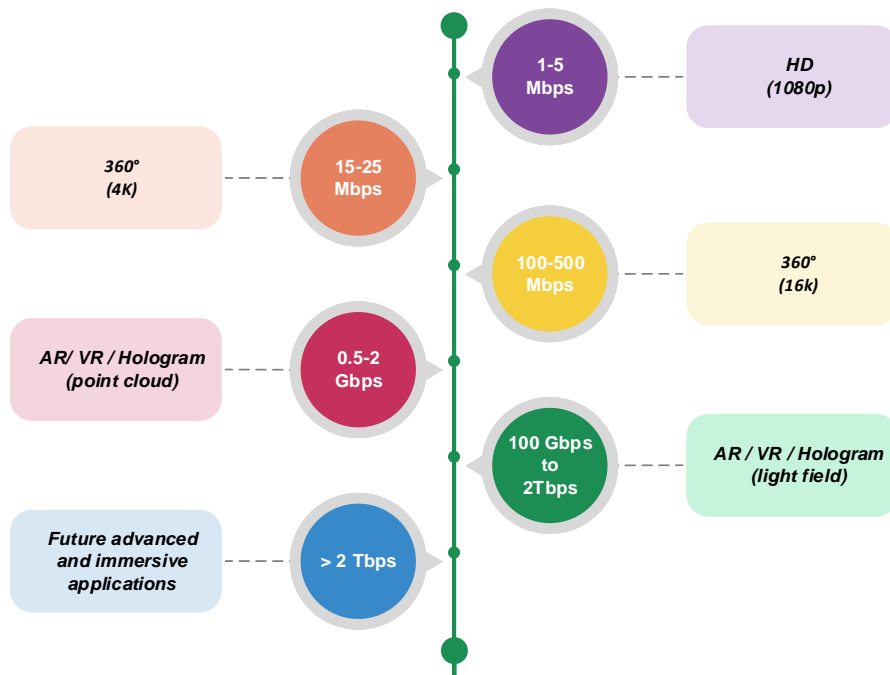 1-5
Mbps
HD
(1080p)
360°
(4K)
15-25
Mbps
100-500
Mbps
360°
(16k)
AR/ VR / Hologram
(point cloud)
0.5-2
Gbps
100 Gbps
to
2Tbps
AR / VR / Hologram
(light field)
Future advanced
and immersive
applications
> 2 Tbps